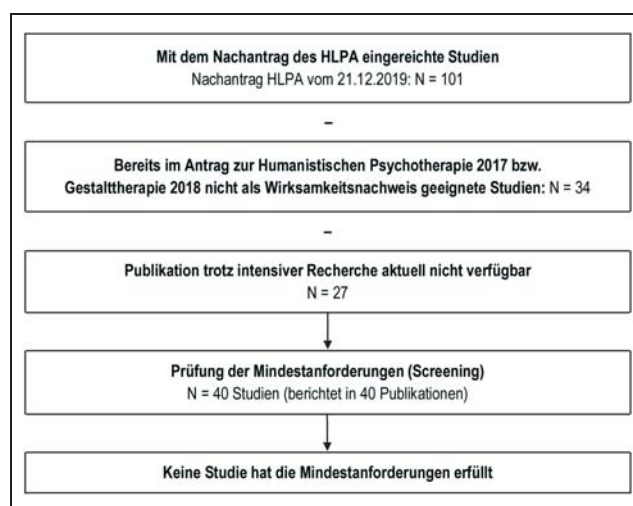 Mit dem Nachantrag des HLPA eingereichte Studien
Nachantrag HLPA vom 21.12.2019: N = 101
–
Bereits im Antrag zur Humanistischen Psychotherapie 2017 bzw.
Gestalttherapie 2018 nicht als Wirksamkeitsnachweis geeignete Studien: N = 34
–
Publikation trotz intensiver Recherche aktuell nicht verfügbar
N = 27
Prüfung der Mindestanforderungen (Screening)
N = 40 Studien (berichtet in 40 Publikationen)
Keine Studie hat die Mindestanforderungen erfüllt